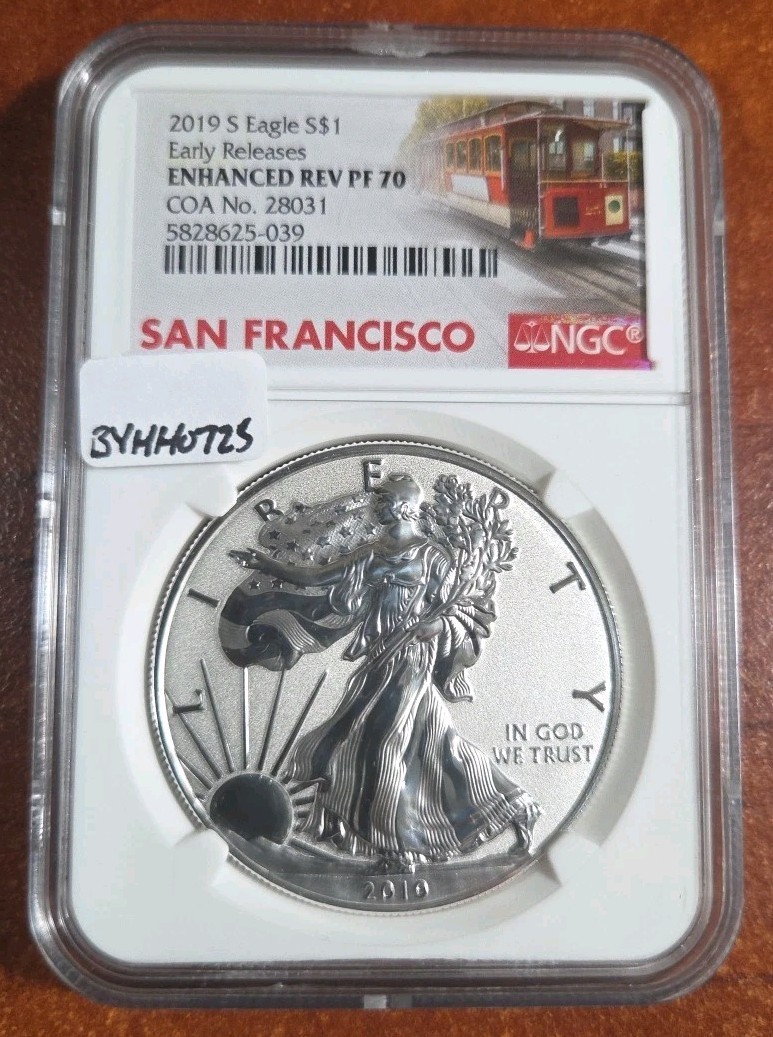 2019 S Eagle S$1
Early Releases
ENHANCED REV PF 70
COA No. 28031
5828625-039
SAN FRANCISCO
NGC®
BYHHUT2S
LIBERTY
IN GOD
WE TRUST
2019